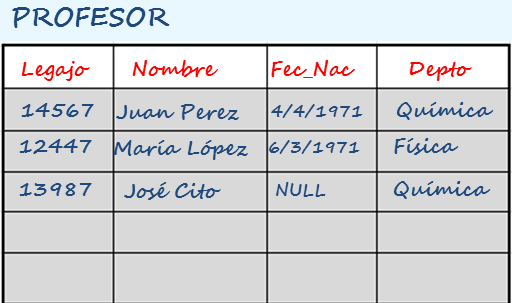 PROFESOR
Legajo Nombre Fec_Nac Depto
14567 Juan Perez 4/4/1971 Química
12447 María López 6/3/1971 Física
13987 José Cito NULL Química